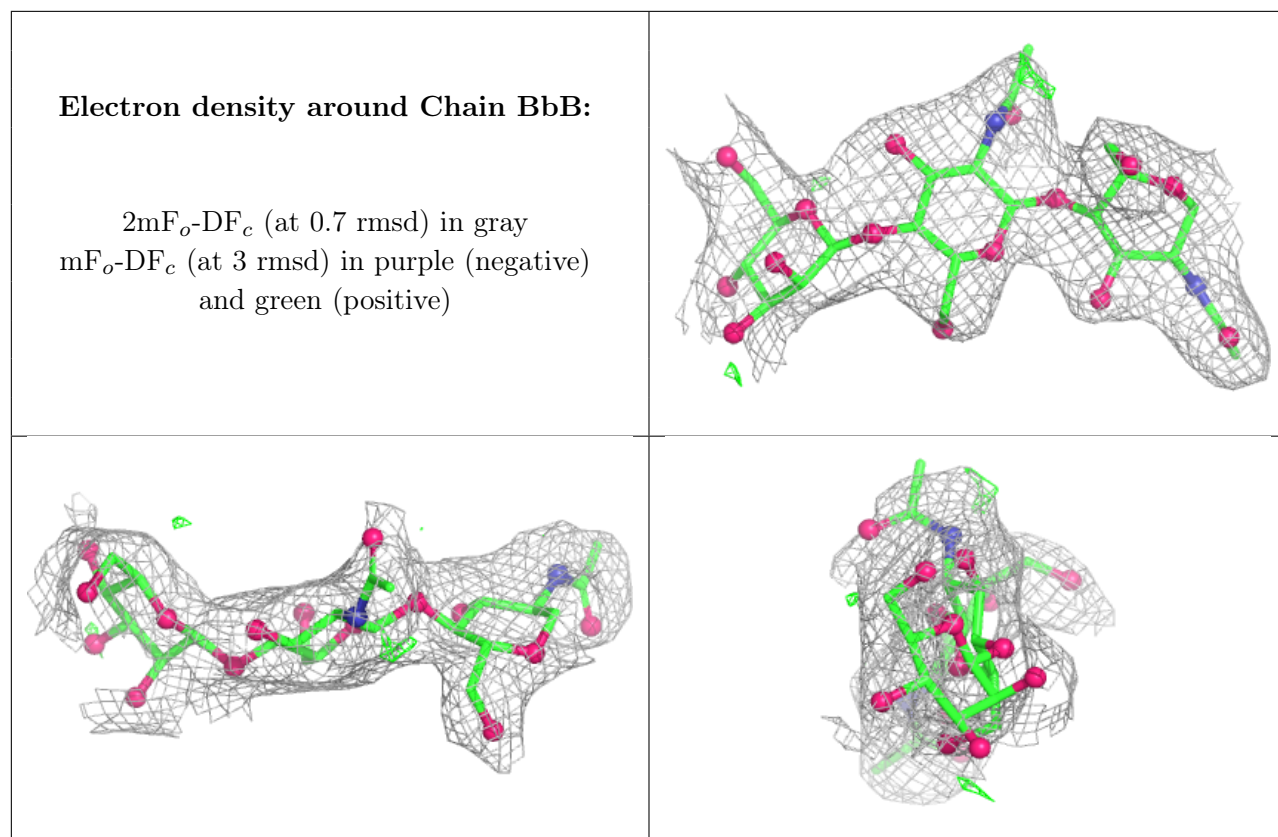 Electron density around Chain BbB:
2mFₒ-DF𝑐 (at 0.7 rmsd) in gray
mFₒ-DF𝑐 (at 3 rmsd) in purple (negative)
and green (positive)